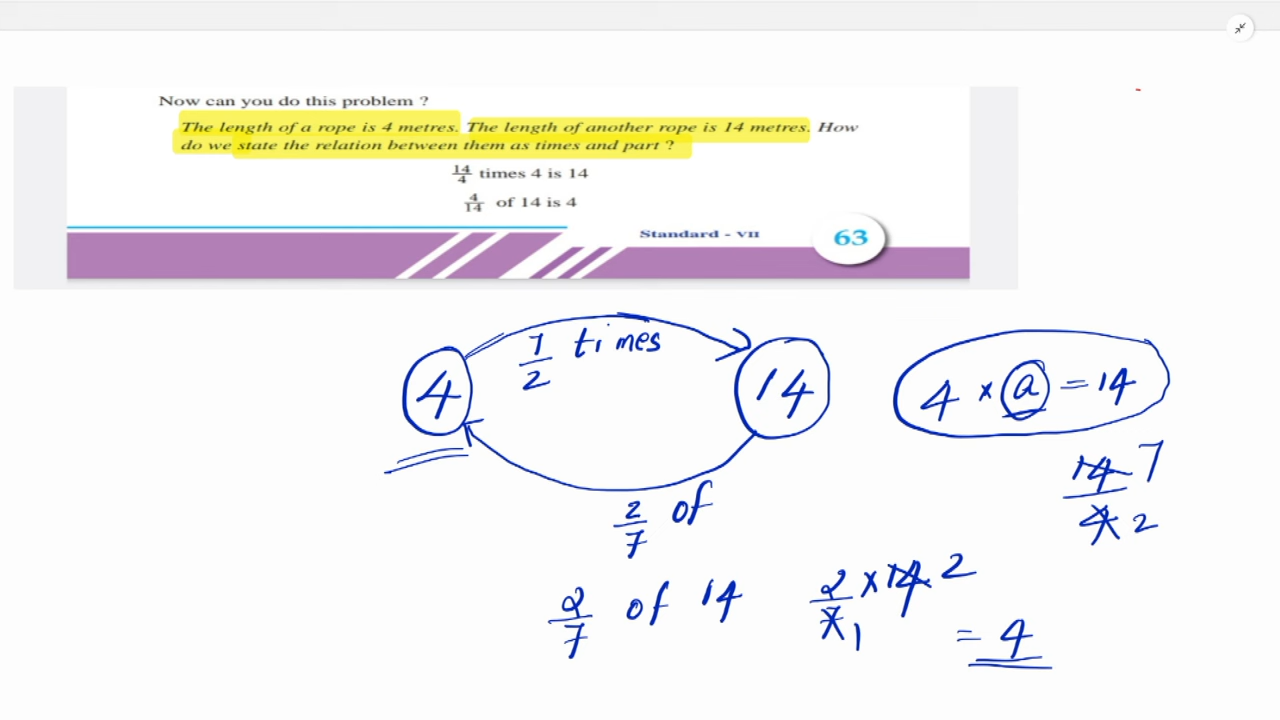 Now can you do this problem ?
The length of a rope is 4 metres. The length of another rope is 14 metres. How
do we state the relation between them as times and part ?
14/4 times 4 is 14
4/14 of 14 is 4
Standard - VII 63
7/2 times
4 14 4 × a = 14
14/4 7/2
2/7 of
2/7 of 14 2/7 × 14 2
1
= 4